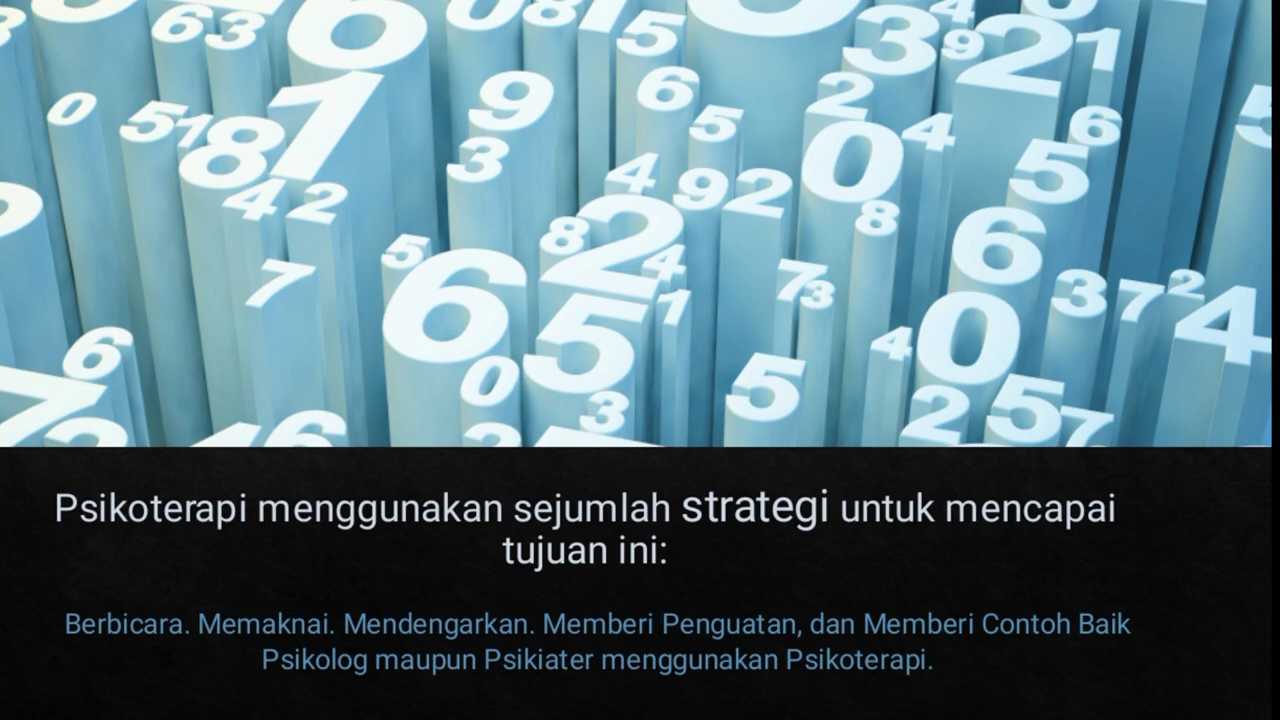 Psikoterapi menggunakan sejumlah strategi untuk mencapai
tujuan ini:
Berbicara. Memaknai. Mendengarkan. Memberi Penguatan, dan Memberi Contoh Baik
Psikolog maupun Psikiater menggunakan Psikoterapi.